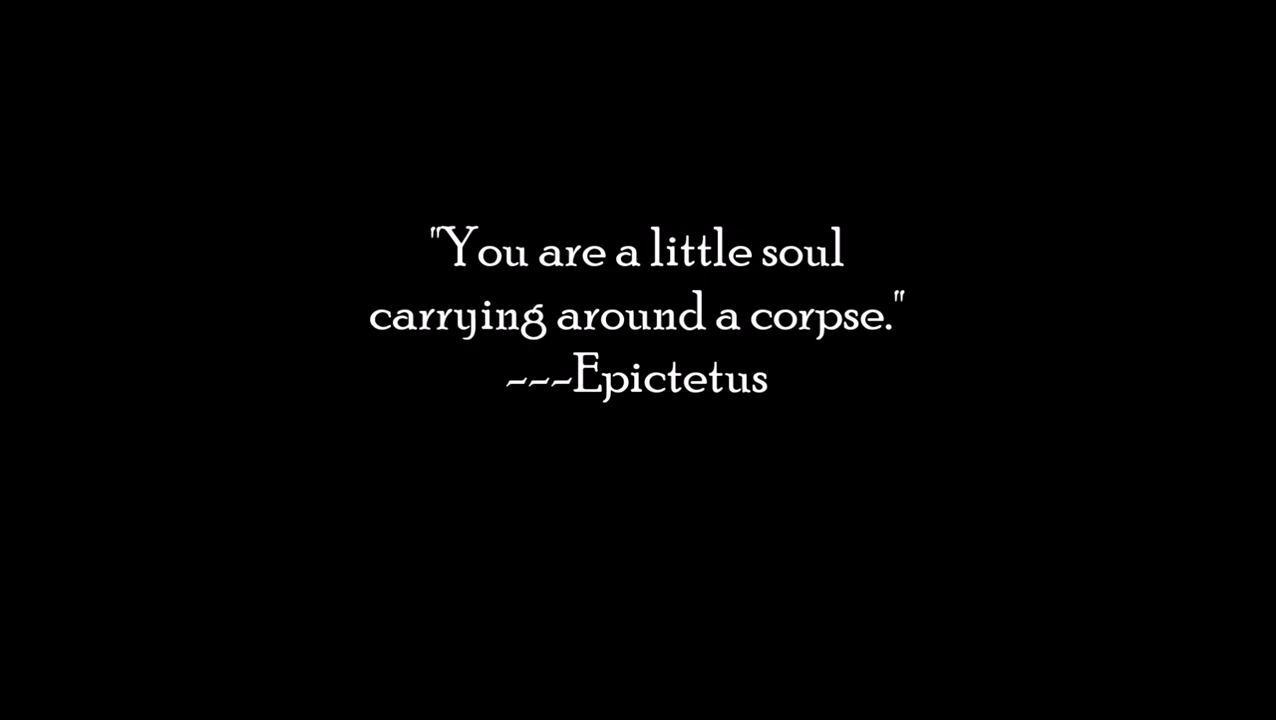 "You are a little soul
carrying around a corpse."
---Epictetus